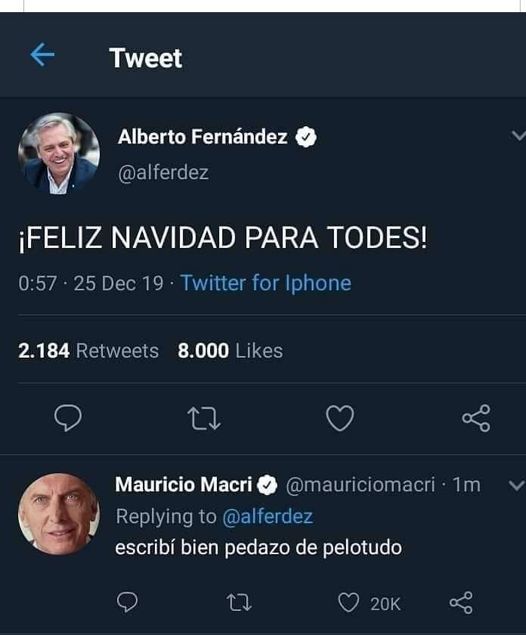 Tweet
Alberto Fernández
@alferdez
¡FELIZ NAVIDAD PARA TODES!
0:57 · 25 Dec 19 · Twitter for Iphone
2.184 Retweets 8.000 Likes
Mauricio Macri @mauriciomacri · 1m
Replying to @alferdez
escribí bien pedazo de pelotudo
20K